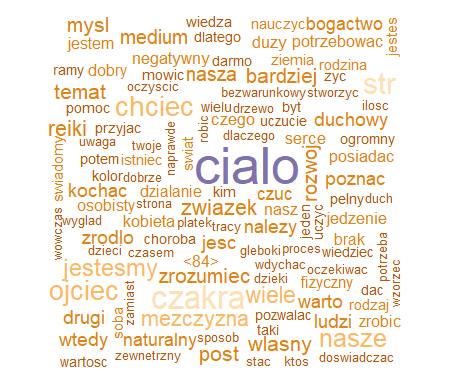 mysl medium wiedza nauczyc bogactwo
jestem dlatego duzy potrzebowac jestes
negatywny darmo ziemia rodzina
ramy dobry mowic nasza bardziej zyc str
oczyscic bezwarunkowy stworzyc
temat chciec wielu drzewo byt ilosc
pomoc czego uczucie duchowy
reiki przyjac robic dlaczego serce ogromny
uwaga twoje naprawde swiat
swiadomy potem istniec cialo rozwoj posiadac
kolor dobrze poznac
kochac dzialanie kim czuc pelny duch
osobisty strona zwiazek nasz jeden uczyc jedzenie
wowczas wyglad kobieta platek tracy nalezy
zrodlo choroba jesc gleboki proces brak wiedziec
dzieci czasem <84> wdychac oczekiwac potrzeba
jestesmy zrozumiec dzieki fizyczny wzorzec
ojciec czakra wiele warto dac rodzaj
soba zamiast
drugi mezczyzna pozwalac ludzi zrobic
taki
wtedy naturalny sposob wlasny nasze
wartosc zewnetrzny post stac ktos doswiadczac